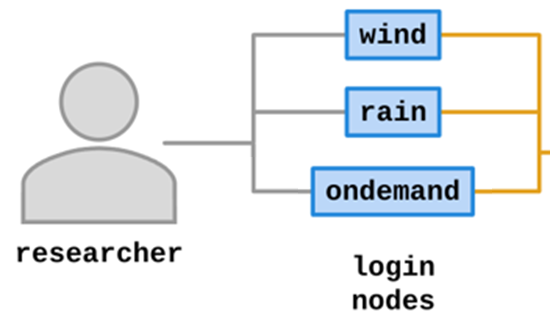 wind
rain
ondemand
researcher
login
nodes